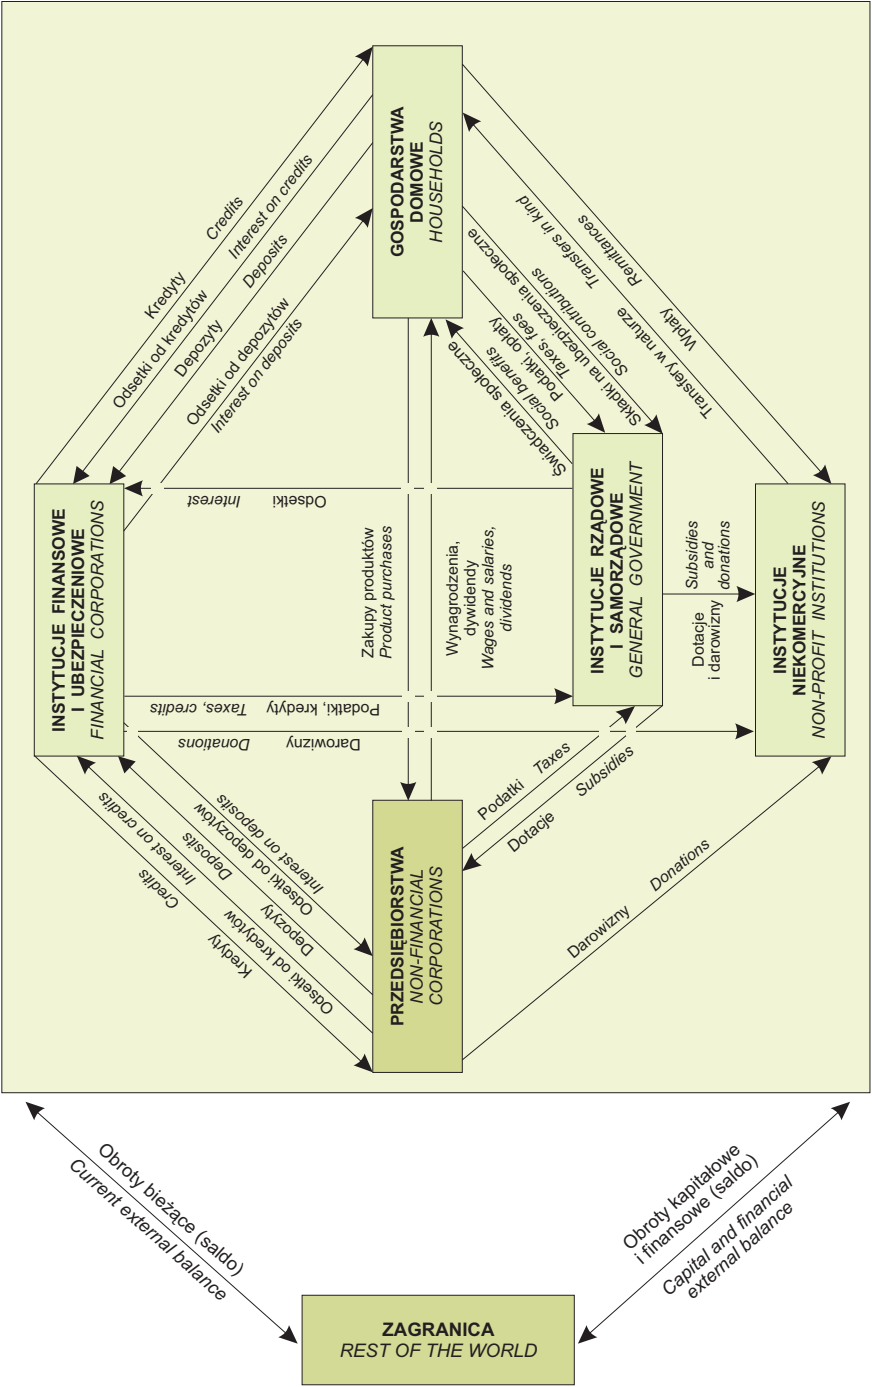 GOSPODARSTWA
DOMOWE
HOUSEHOLDS
Kredyty
Credits
Odsetki od kredytów
Interest on credits
Depozyty
Deposits
Odsetki od depozytów
Interest on deposits
Wpłaty
Remittances
Transfery w naturze
Transfers in kind
Składki na ubezpieczenia społeczne
Social contributions
Podatki, opłaty
Taxes, fees
Świadczenia społeczne
Social benefits
INSTYTUCJE FINANSOWE
I UBEZPIECZENIOWE
FINANCIAL CORPORATIONS
Odsetki
Interest
Zakupy produktów
Product purchases
Wynagrodzenia,
dywidendy
Wages and salaries,
dividends
INSTYTUCJE RZĄDOWE
I SAMORZĄDOWE
GENERAL GOVERNMENT
Dotacje
i darowizny
Subsidies
and
donations
INSTYTUCJE
NIEKOMERCYJNE
NON-PROFIT INSTITUTIONS
Podatki, kredyty
Taxes, credits
Darowizny
Donations
Odsetki od depozytów
Interest on deposits
Depozyty
Deposits
Odsetki od kredytów
Interest on credits
Kredyty
Credits
PRZEDSIĘBIORSTWA
NON-FINANCIAL
CORPORATIONS
Podatki
Taxes
Dotacje
Subsidies
Darowizny
Donations
Obroty bieżące (saldo)
Current external balance
Obroty kapitałowe
i finansowe (saldo)
Capital and financial
external balance
ZAGRANICA
REST OF THE WORLD